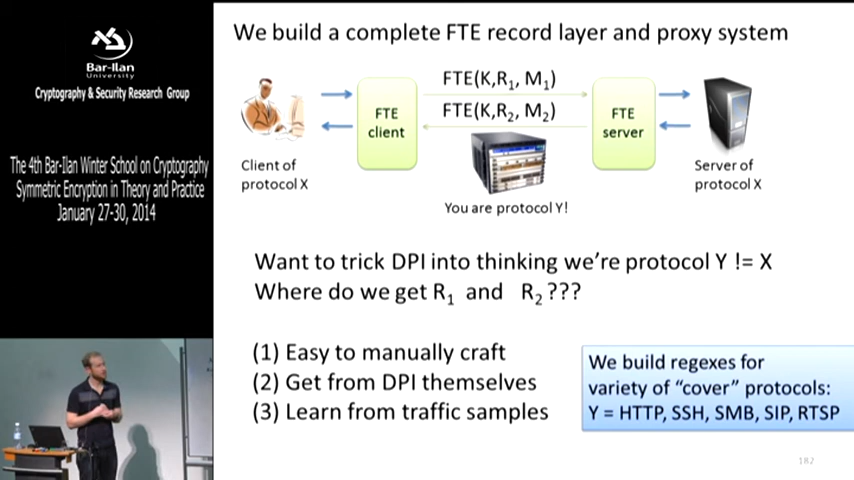 Bar-Ilan
University
Cryptography & Security Research Group
The 4th Bar-Ilan Winter School on Cryptography
Symmetric Encryption in Theory and Practice
January 27-30, 2014
We build a complete FTE record layer and proxy system
FTE(K,R1, M1)
FTE(K,R2, M2)
FTE
client
FTE
server
Client of
protocol X
Server of
protocol X
You are protocol Y!
Want to trick DPI into thinking we’re protocol Y != X
Where do we get R1 and R2 ???
(1) Easy to manually craft
(2) Get from DPI themselves
(3) Learn from traffic samples
We build regexes for
variety of “cover” protocols:
Y = HTTP, SSH, SMB, SIP, RTSP
182